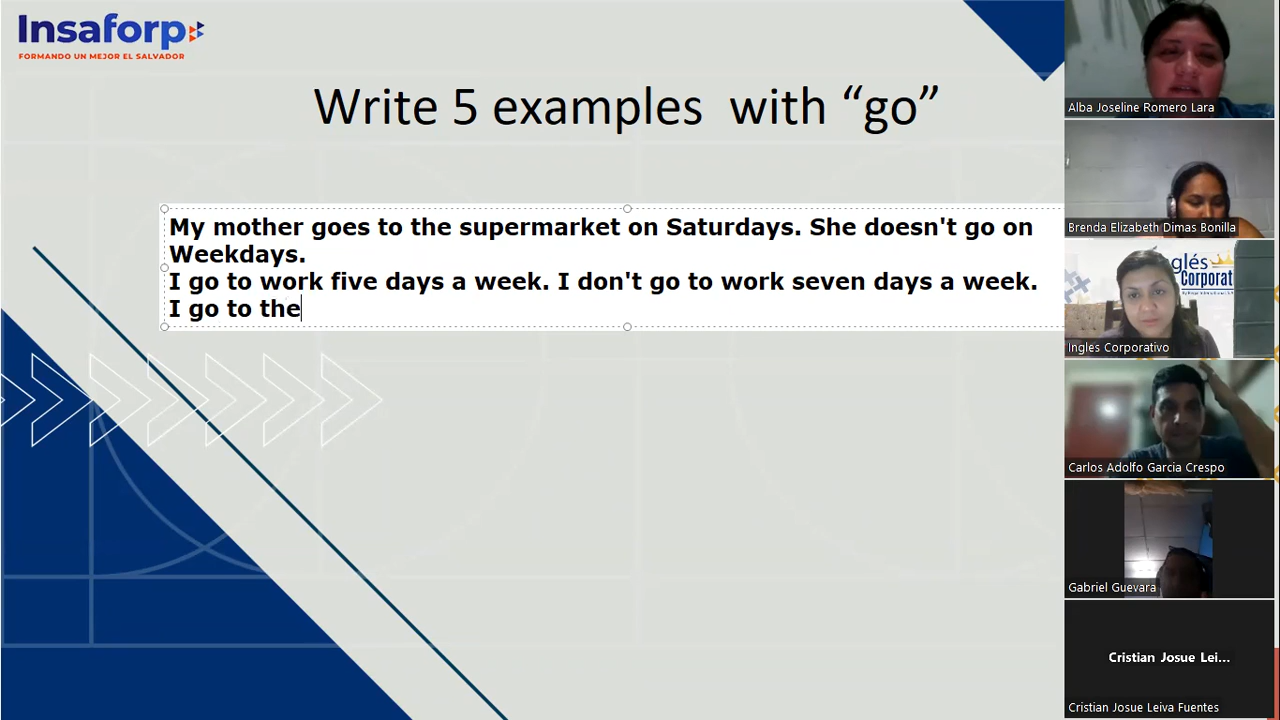 Insaforp
FORMANDO UN MEJOR EL SALVADOR
Write 5 examples with “go”
My mother goes to the supermarket on Saturdays. She doesn't go on
Weekdays.
I go to work five days a week. I don't go to work seven days a week.
I go to the
Alba Joseline Romero Lara
Brenda Elizabeth Dimas Bonilla
glés
Corporat
Ingles Corporativo
Carlos Adolfo Garcia Crespo
Gabriel Guevara
Cristian Josue Lei...
Cristian Josue Leiva Fuentes